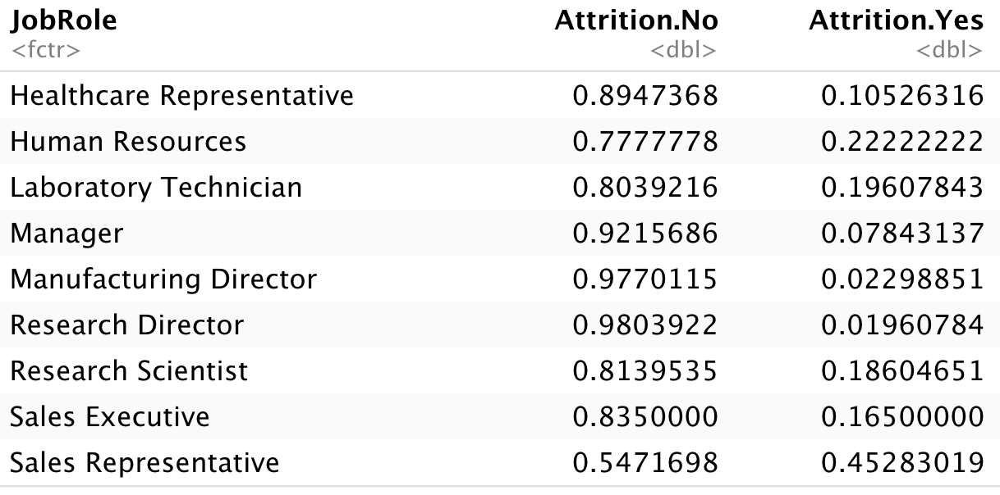 JobRole Attrition.No Attrition.Yes
<fctr> <dbl> <dbl>
Healthcare Representative 0.8947368 0.10526316
Human Resources 0.7777778 0.22222222
Laboratory Technician 0.8039216 0.19607843
Manager 0.9215686 0.07843137
Manufacturing Director 0.9770115 0.02298851
Research Director 0.9803922 0.01960784
Research Scientist 0.8139535 0.18604651
Sales Executive 0.8350000 0.16500000
Sales Representative 0.5471698 0.45283019